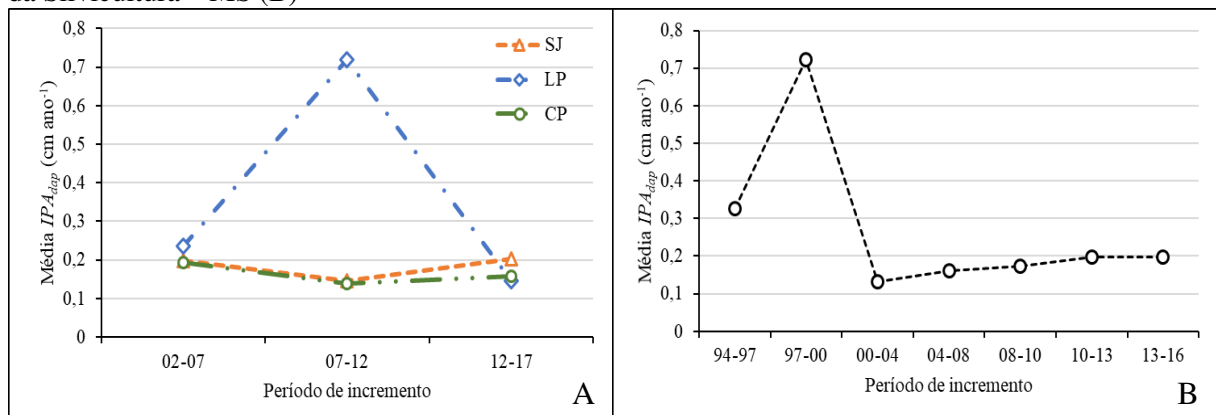 da Silvicultura – MS (B)
0,8
0,7
0,6
0,5
0,4
0,3
0,2
0,1
0
Média IPA_dap (cm ano⁻¹)
SJ
LP
CP
02-07
07-12
12-17
Período de incremento
A
0,8
0,7
0,6
0,5
0,4
0,3
0,2
0,1
0
Média IPA_dap (cm ano⁻¹)
94-97
97-00
00-04
04-08
08-10
10-13
13-16
Período de incremento
B